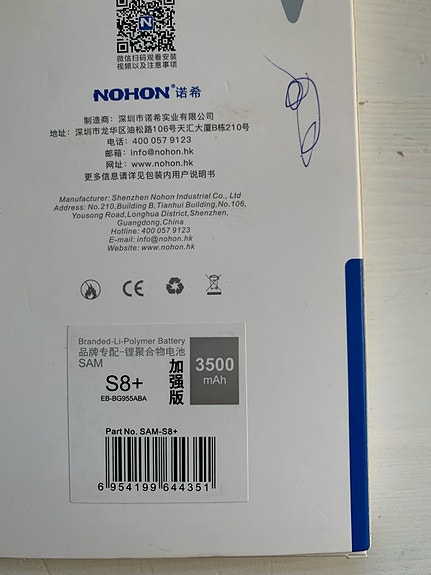 微信扫码观看安装
视频以及注意事项
NOHON®诺希
制造商：深圳市诺希实业有限公司
地址：深圳市龙华区油松路106号天汇大厦B栋210号
电话：400 057 9123
邮箱：info@nohon.hk
网址：www.nohon.hk
更多信息请详见包装内用户说明书
Manufacturer: Shenzhen Nohon Industrial Co., Ltd
Address: No.210,Building B,Tianhui Building,No.106,
Yousong Road,Longhua District,Shenzhen,
Guangdong,China
Hotline: 400 057 9123
E-mail: info@nohon.hk
Website: www.nohon.hk
CE
Branded-Li-Polymer Battery
品牌专配-锂聚合物电池
SAM
S8+
EB-BG955ABA
加强版
3500
mAh
Part No. SAM-S8+
6 954199 644351